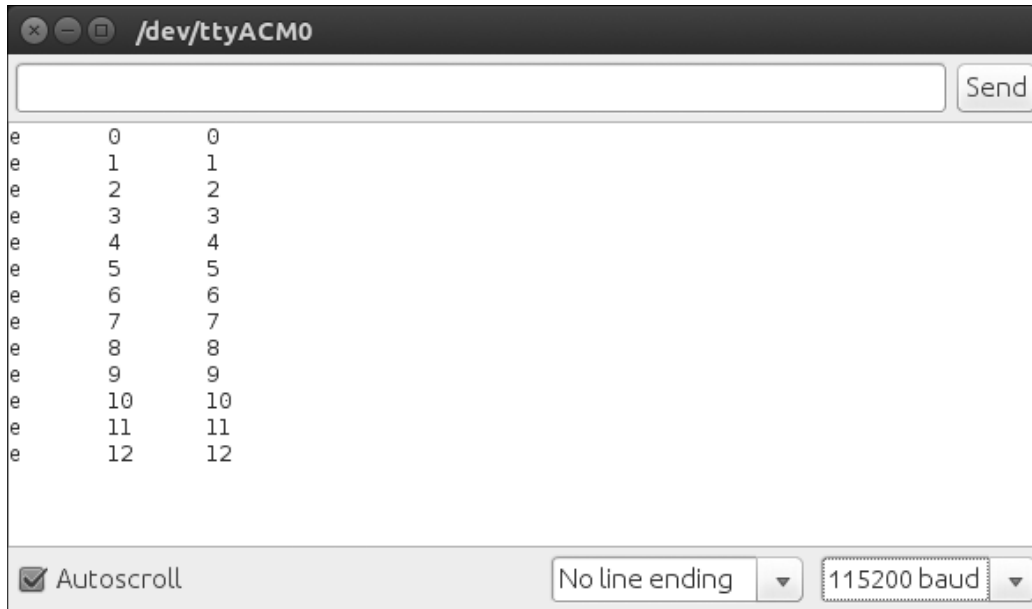 /dev/ttyACM0
Send
e 0 0
e 1 1
e 2 2
e 3 3
e 4 4
e 5 5
e 6 6
e 7 7
e 8 8
e 9 9
e 10 10
e 11 11
e 12 12
Autoscroll No line ending 115200 baud